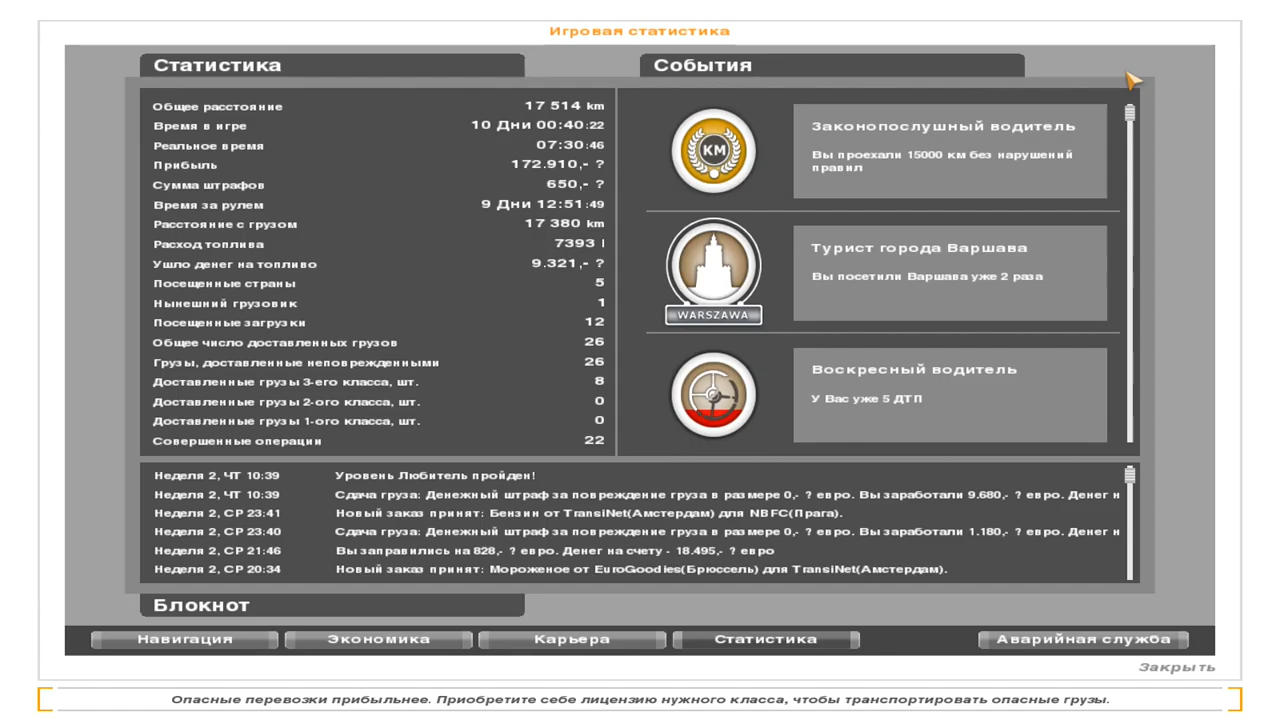 Игровая статистика
Статистика
События
Общее расстояние 17 514 km
Время в игре 10 Дни 00:40:22
Реальное время 07:30:46
Прибыль 172.910,- ?
Сумма штрафов 650,- ?
Время за рулем 9 Дни 12:51:49
Расстояние с грузом 17 380 km
Расход топлива 7393 l
Ушло денег на топливо 9.321,- ?
Посещенные страны 5
Нынешний грузовик 1
Посещенные загрузки 12
Общее число доставленных грузов 26
Грузы, доставленные неповрежденными 26
Доставленные грузы 3-его класса, шт. 8
Доставленные грузы 2-ого класса, шт. 0
Доставленные грузы 1-ого класса, шт. 0
Совершенные операции 22
KM
Законопослушный водитель
Вы проехали 15000 км без нарушений
правил
WARSZAWA
Турист города Варшава
Вы посетили Варшава уже 2 раза
Воскресный водитель
У Вас уже 5 ДТП
Неделя 2, ЧТ 10:39 Уровень Любитель пройден!
Неделя 2, ЧТ 10:39 Сдача груза: Денежный штраф за повреждение груза в размере 0,- ? евро. Вы заработали 9.680,- ? евро. Денег н
Неделя 2, СР 23:41 Новый заказ принят: Бензин от TransiNet(Амстердам) для NBFC(Прага).
Неделя 2, СР 23:40 Сдача груза: Денежный штраф за повреждение груза в размере 0,- ? евро. Вы заработали 1.180,- ? евро. Денег н
Неделя 2, СР 21:46 Вы заправились на 828,- ? евро. Денег на счету - 18.495,- ? евро
Неделя 2, СР 20:34 Новый заказ принят: Мороженое от EuroGoodies(Брюссель) для TransiNet(Амстердам).
Блокнот
Навигация Экономика Карьера Статистика Аварийная служба
Закрыть
Опасные перевозки прибыльнее. Приобретите себе лицензию нужного класса, чтобы транспортировать опасные грузы.